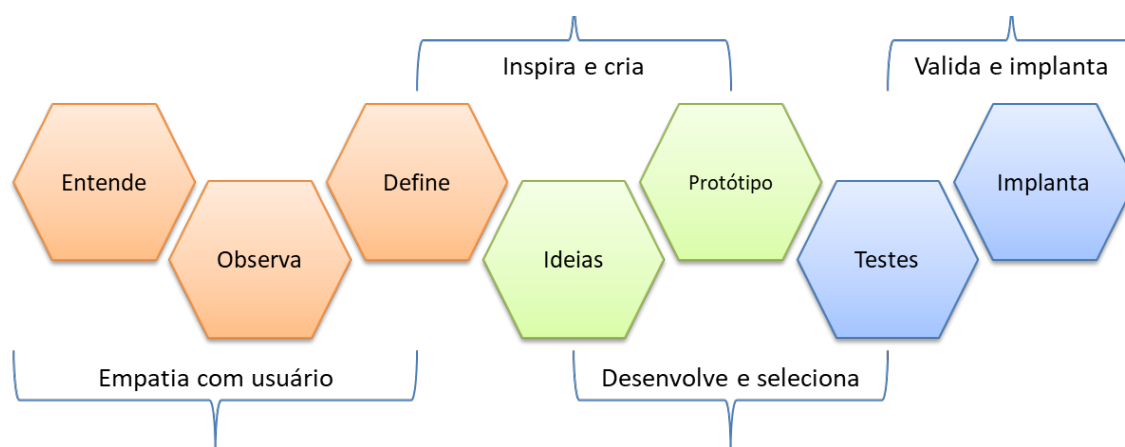 Inspira e cria
Valida e implanta
Entende
Define
Protótipo
Implanta
Observa
Ideias
Testes
Empatia com usuário
Desenvolve e seleciona